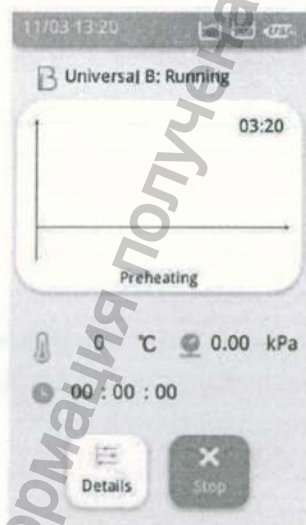 11/03 13:20
Universal B: Running
03:20
Preheating
0 °C 0.00 kPa
00 : 00 : 00
Details
Stop